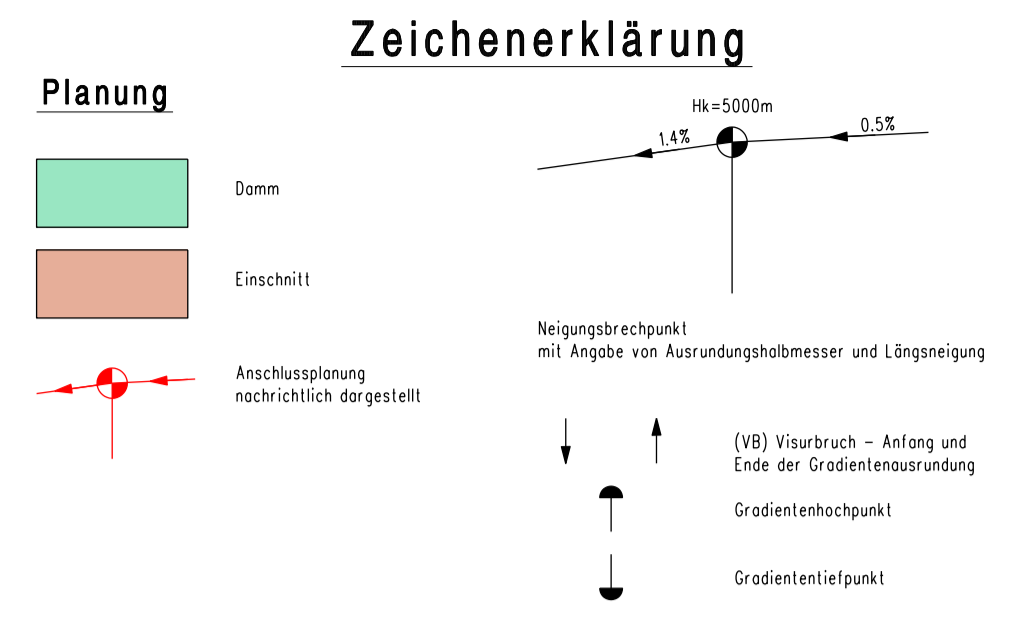 Zeichenerklärung
Planung
Damm
Einschnitt
Anschlussplanung
nachrichtlich dargestellt
Hk=5000m
1.4%
0.5%
Neigungsbrechpunkt
mit Angabe von Ausrundungshalbmesser und Längsneigung
(VB) Visurbruch – Anfang und
Ende der Gradientenausrundung
Gradientenhochpunkt
Gradiententiefpunkt